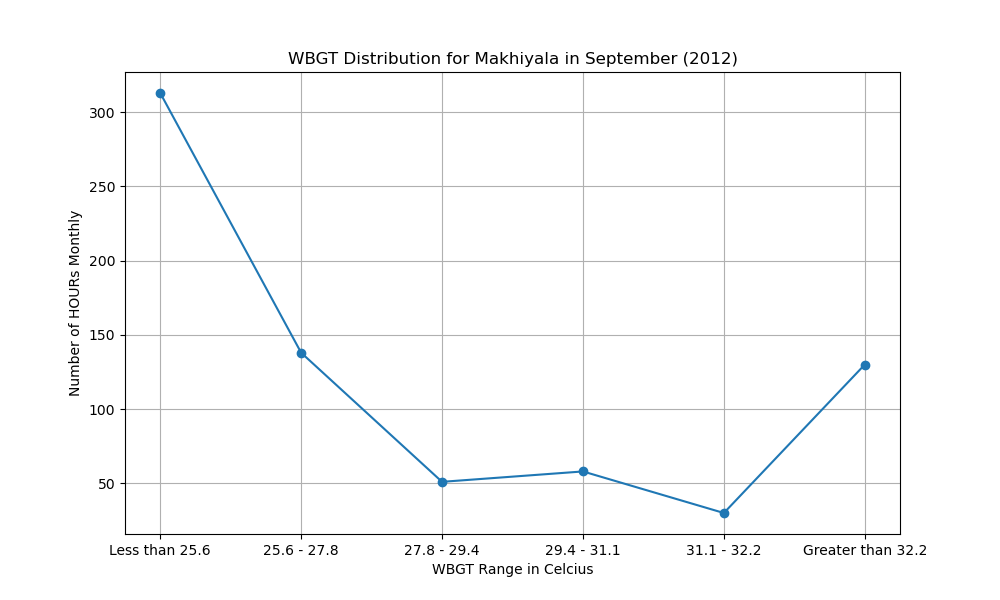 WBGT Distribution for Makhiyala in September (2012)
Number of HOURs Monthly
300
250
200
150
100
50
Less than 25.6
25.6 - 27.8
27.8 - 29.4
29.4 - 31.1
31.1 - 32.2
Greater than 32.2
WBGT Range in Celcius